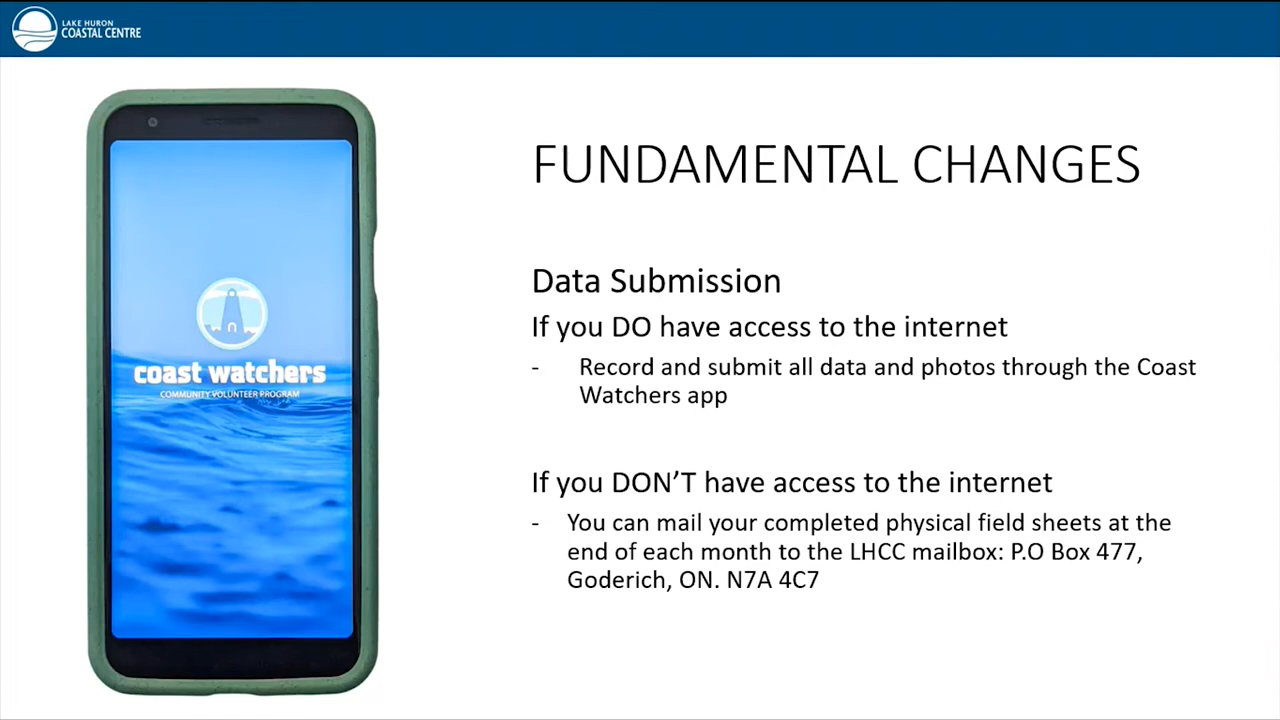 LAKE HURON
COASTAL CENTRE
FUNDAMENTAL CHANGES
Data Submission
If you DO have access to the internet
- Record and submit all data and photos through the Coast
Watchers app
If you DON'T have access to the internet
- You can mail your completed physical field sheets at the
end of each month to the LHCC mailbox: P.O Box 477,
Goderich, ON. N7A 4C7
coast watchers
COMMUNITY VOLUNTEER PROGRAM